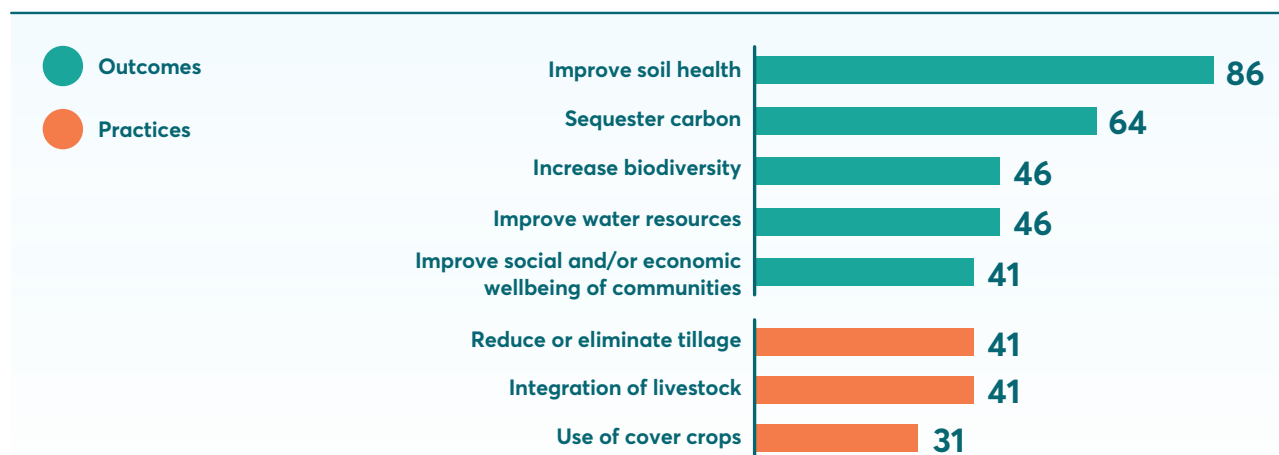 Outcomes
Practices
Improve soil health 86
Sequester carbon 64
Increase biodiversity 46
Improve water resources 46
Improve social and/or economic
wellbeing of communities 41
Reduce or eliminate tillage 41
Integration of livestock 41
Use of cover crops 31